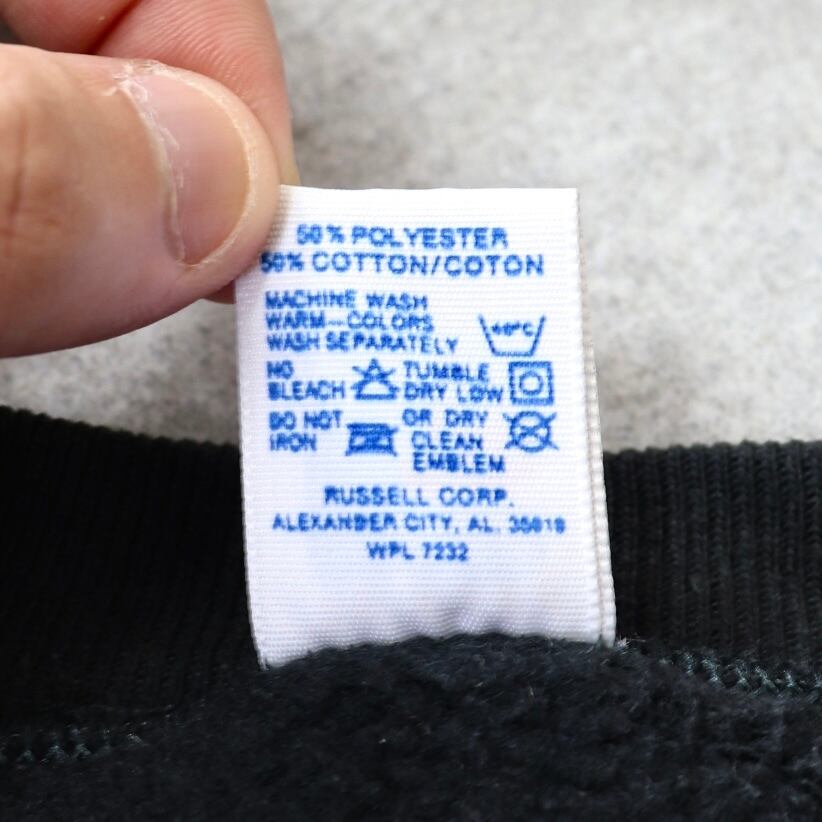 50% POLYESTER
50% COTTON/COTON
MACHINE WASH
WARM—COLORS
WASH SEPARATELY
40°C
NO
BLEACH
TUMBLE
DRY LOW
DO NOT
IRON
OR DRY
CLEAN
EMBLEM
RUSSELL CORP.
ALEXANDER CITY, AL. 35010
WPL 7232